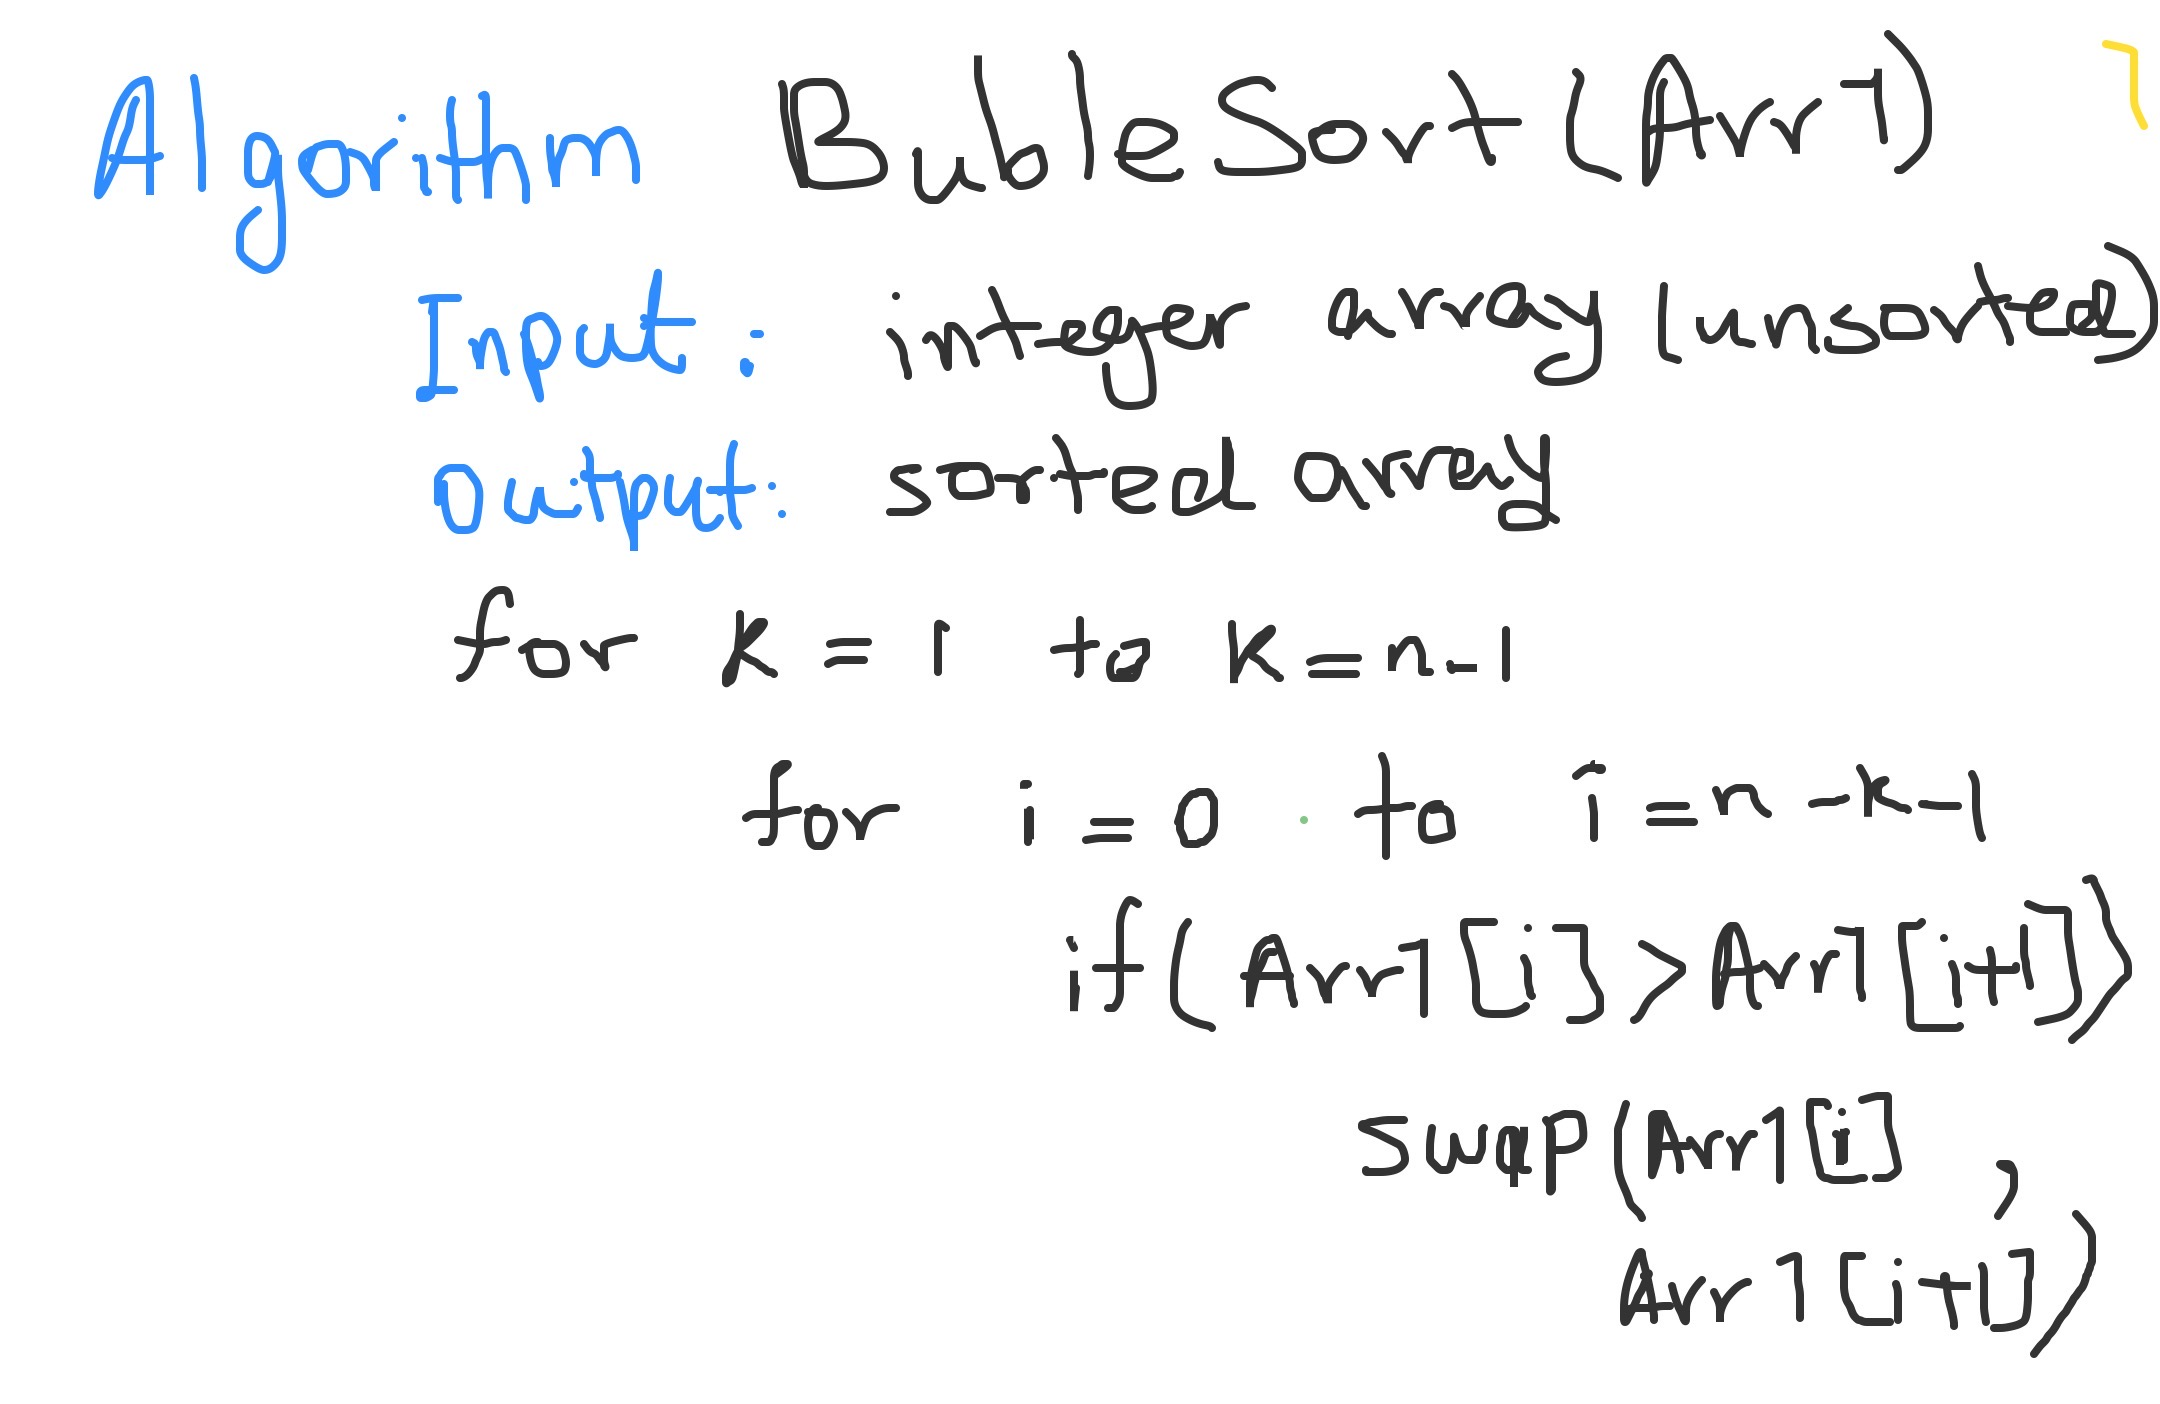 Algorithm BubleSort(Arr1)
Input: integer array (unsorted)
output: sorted array
for k = 1 to k = n - 1
for i = 0 to i = n - k - 1
if( Arr1[i] > Arr1[i+1])
swap(Arr1[i] ,
Arr1[i+1])